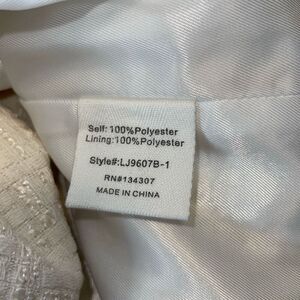 Self: 100%Polyester
Lining: 100%Polyester
Style#:LJ9607B-1
RN#134307
MADE IN CHINA